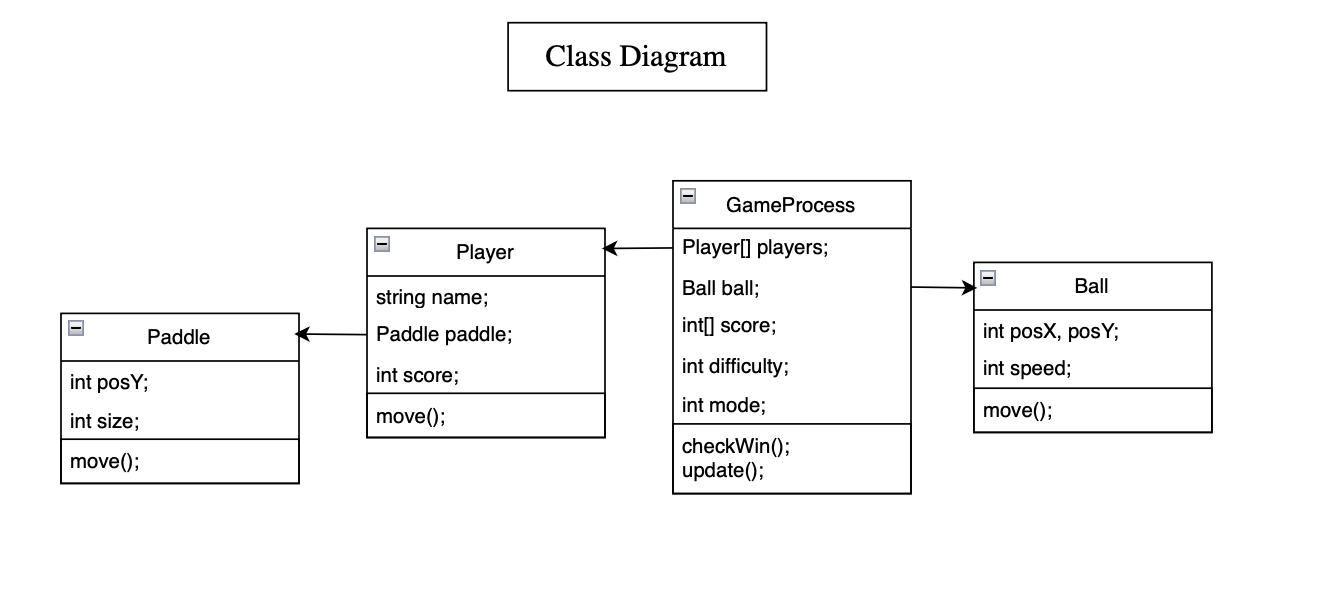 Class Diagram
Paddle
int posY;
int size;
move();
Player
string name;
Paddle paddle;
int score;
move();
GameProcess
Player[] players;
Ball ball;
int[] score;
int difficulty;
int mode;
checkWin();
update();
Ball
int posX, posY;
int speed;
move();